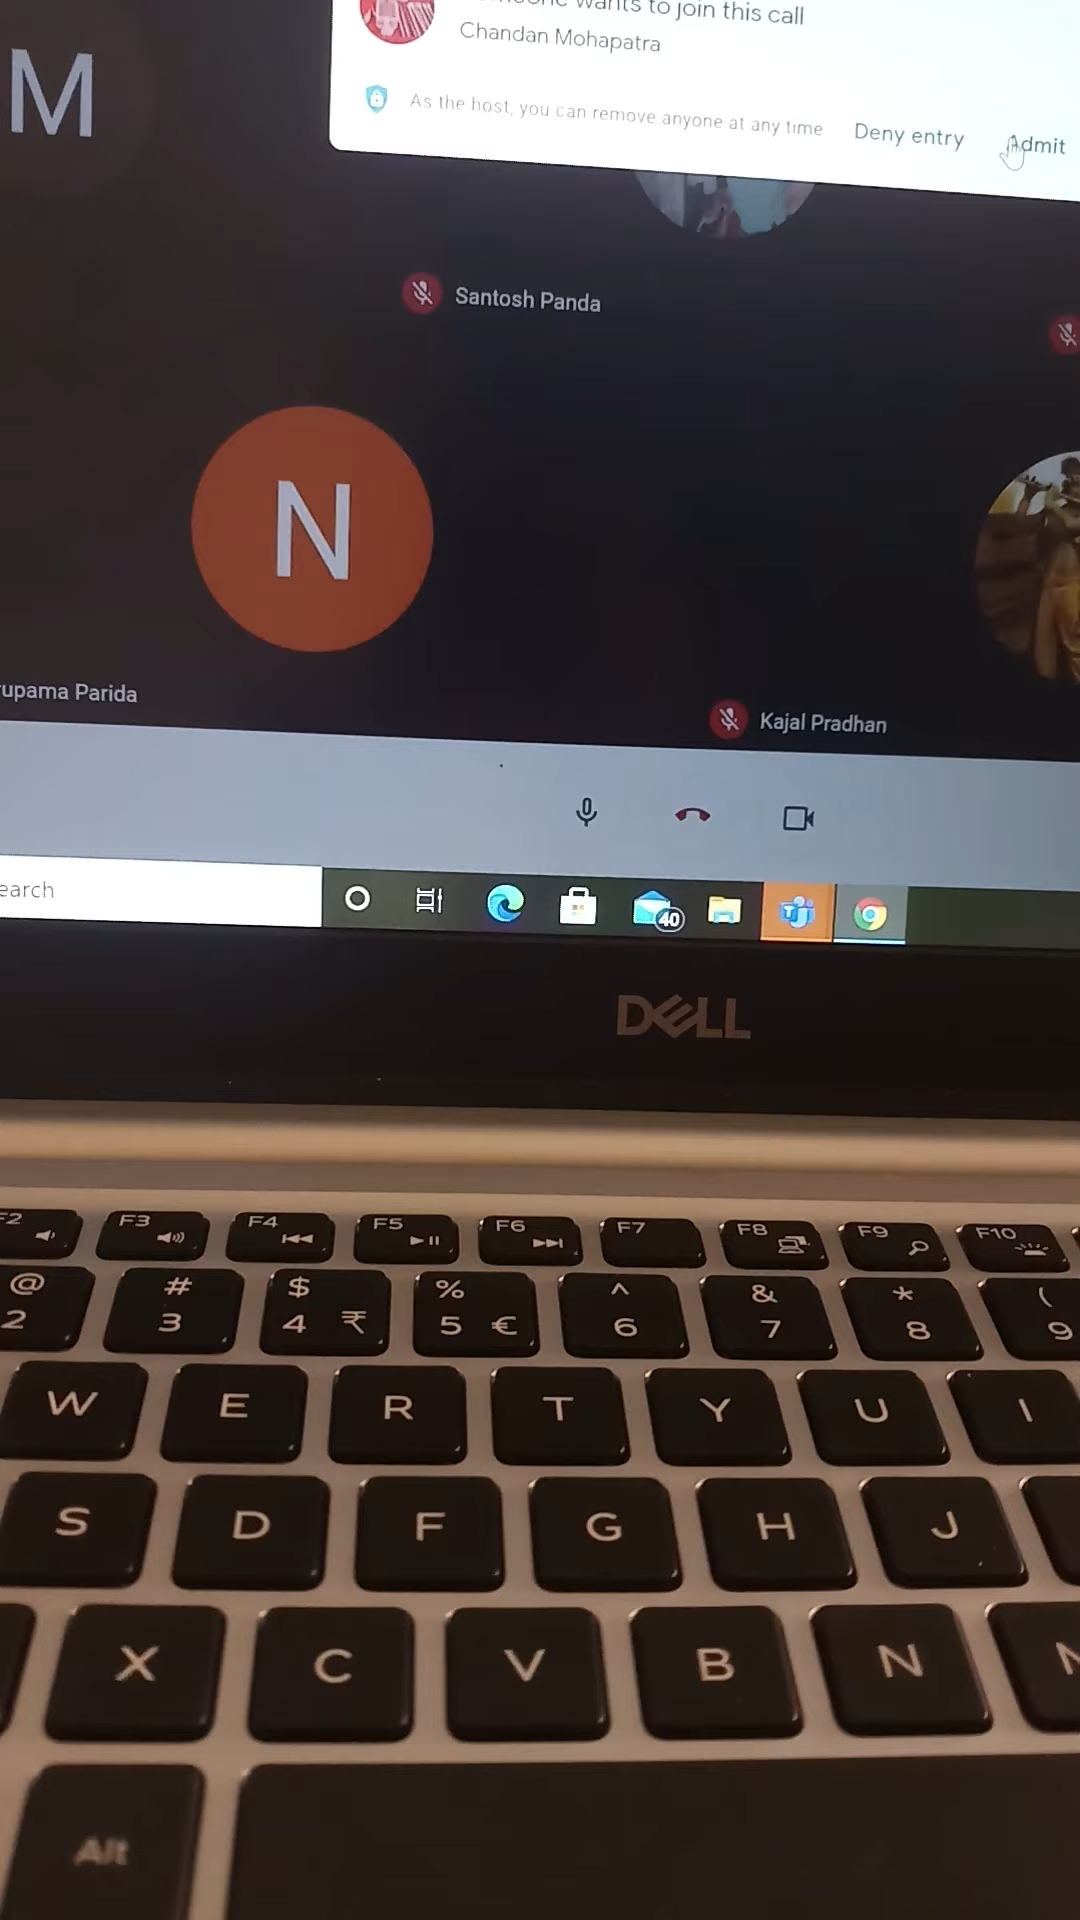 wants to join this call
Chandan Mohapatra
As the host, you can remove anyone at any time
Deny entry
Admit
M
Santosh Panda
N
upama Parida
Kajal Pradhan
earch
40
DELL
F2 F3 F4 F5 F6 F7 F8 F9 F10
@ # $ % ^ & * (
2 3 4 ₹ 5 € 6 7 8 9
W E R T Y U I
S D F G H J
X C V B N
Alt